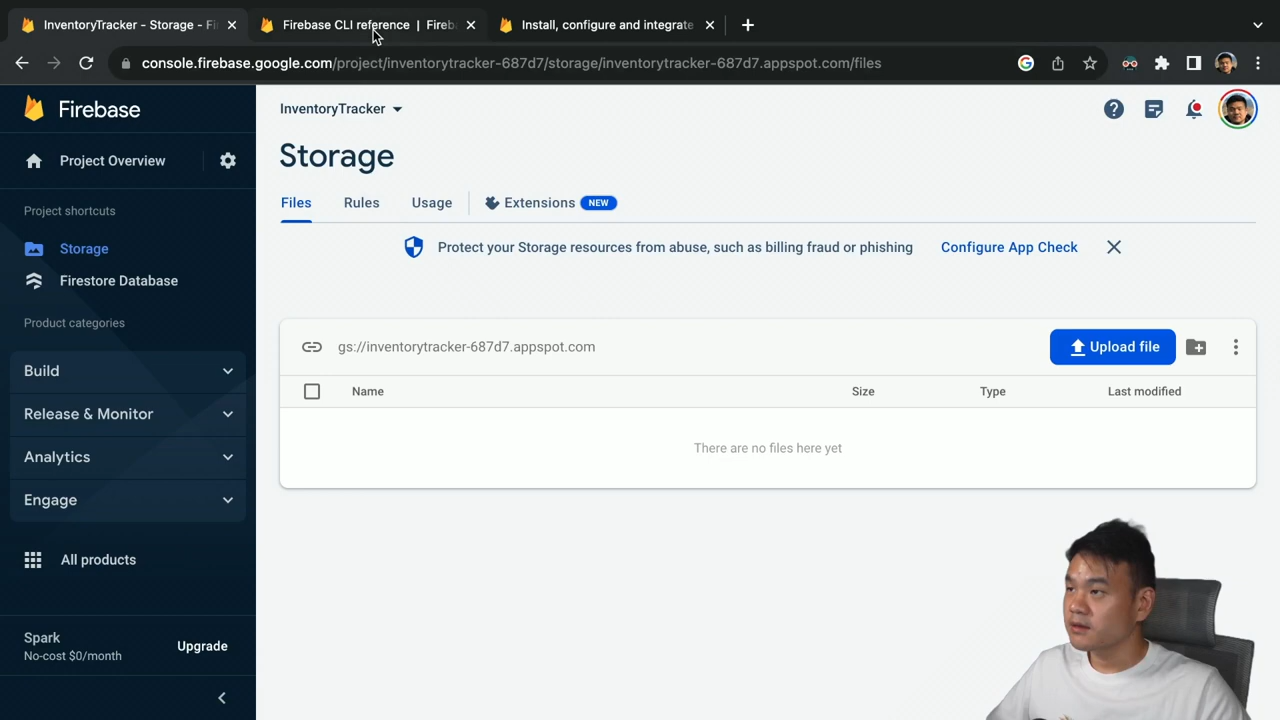 InventoryTracker - Storage - Fi
Firebase CLI reference | Fireb
Install, configure and integrate
console.firebase.google.com/project/inventorytracker-687d7/storage/inventorytracker-687d7.appspot.com/files
Firebase
InventoryTracker
Project Overview
Storage
Project shortcuts
Files
Rules
Usage
Extensions NEW
Storage
Protect your Storage resources from abuse, such as billing fraud or phishing
Configure App Check
Firestore Database
Product categories
gs://inventorytracker-687d7.appspot.com
Upload file
Build
Name
Size
Type
Last modified
Release & Monitor
There are no files here yet
Analytics
Engage
All products
Spark
No-cost $0/month
Upgrade